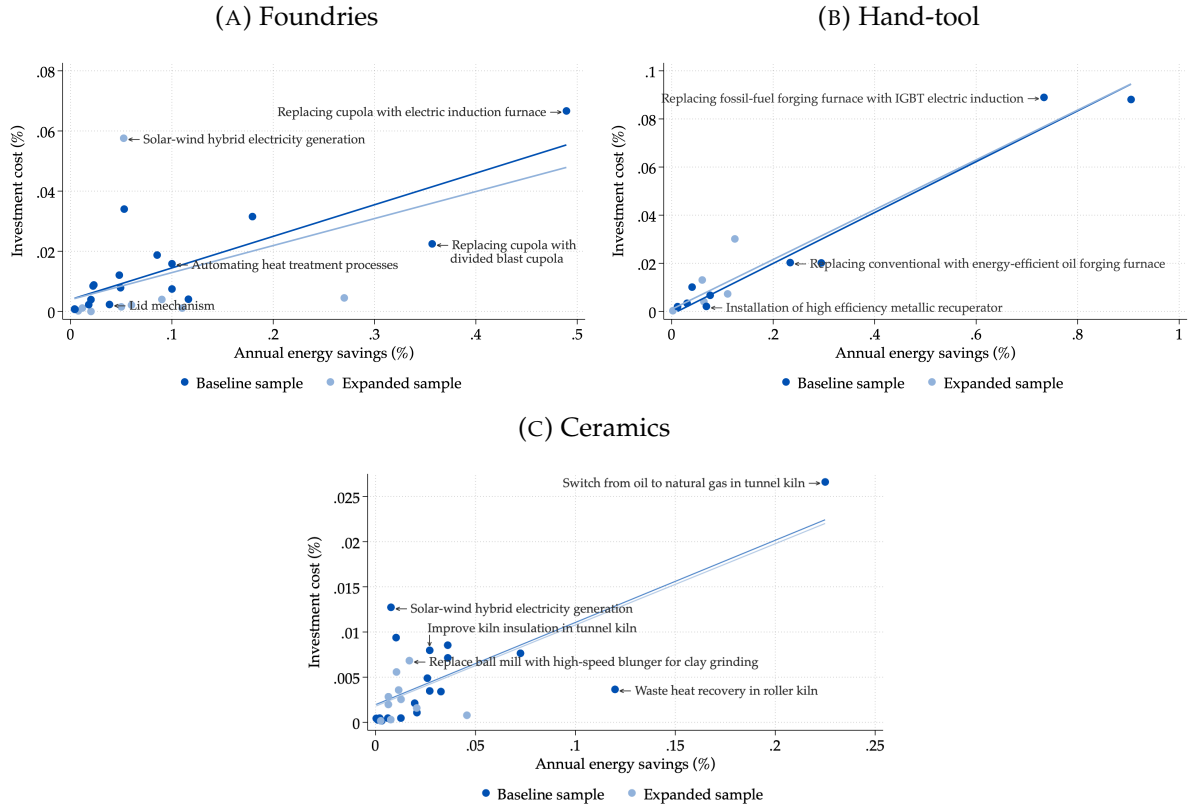 (A) Foundries
Investment cost (%)
.08
.06
.04
.02
0
Replacing cupola with electric induction furnace
Solar-wind hybrid electricity generation
Replacing cupola with
divided blast cupola
Automating heat treatment processes
Lid mechanism
0 .1 .2 .3 .4 .5
Annual energy savings (%)
Baseline sample Expanded sample
(B) Hand-tool
Investment cost (%)
.1
.08
.06
.04
.02
0
Replacing fossil-fuel forging furnace with IGBT electric induction
Replacing conventional with energy-efficient oil forging furnace
Installation of high efficiency metallic recuperator
0 .2 .4 .6 .8 1
Annual energy savings (%)
Baseline sample Expanded sample
(C) Ceramics
Investment cost (%)
.025
.02
.015
.01
.005
0
Switch from oil to natural gas in tunnel kiln
Solar-wind hybrid electricity generation
Improve kiln insulation in tunnel kiln
Replace ball mill with high-speed blunger for clay grinding
Waste heat recovery in roller kiln
0 .05 .1 .15 .2 .25
Annual energy savings (%)
Baseline sample Expanded sample